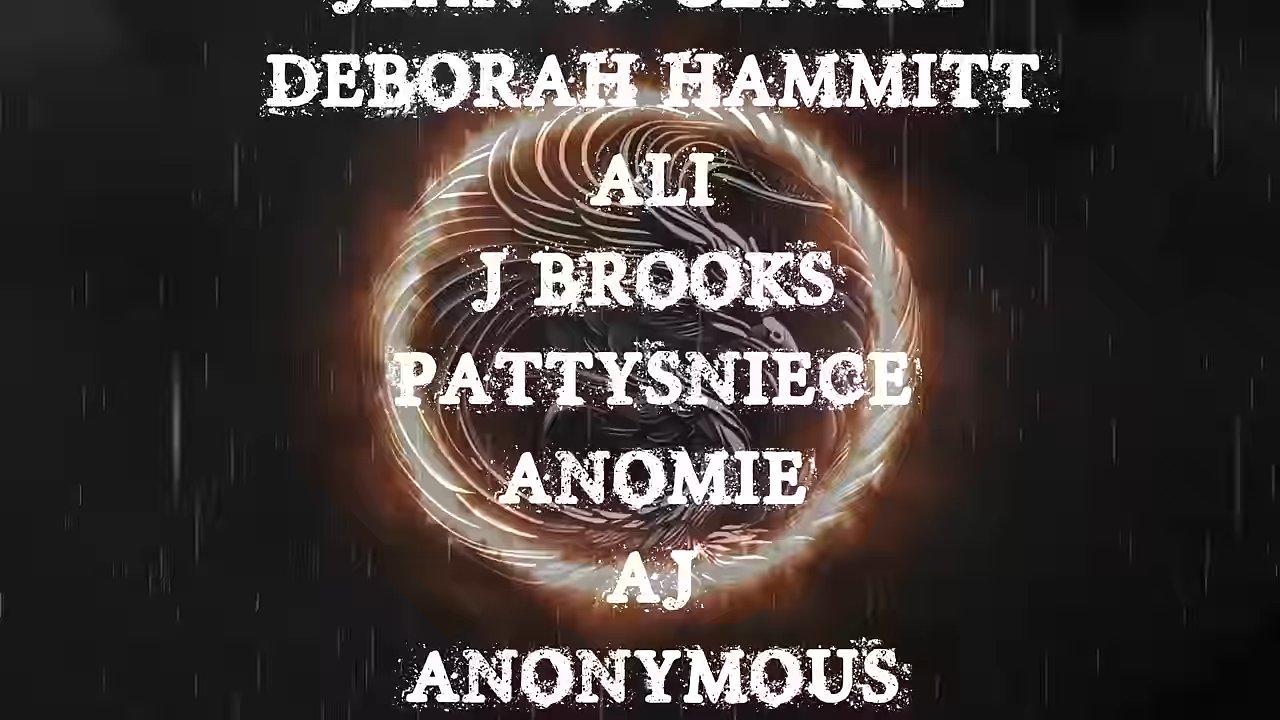 DEBORAH HAMMITT
ALI
J BROOKS
PATTYSNIECE
ANOMIE
AJ
ANONYMOUS